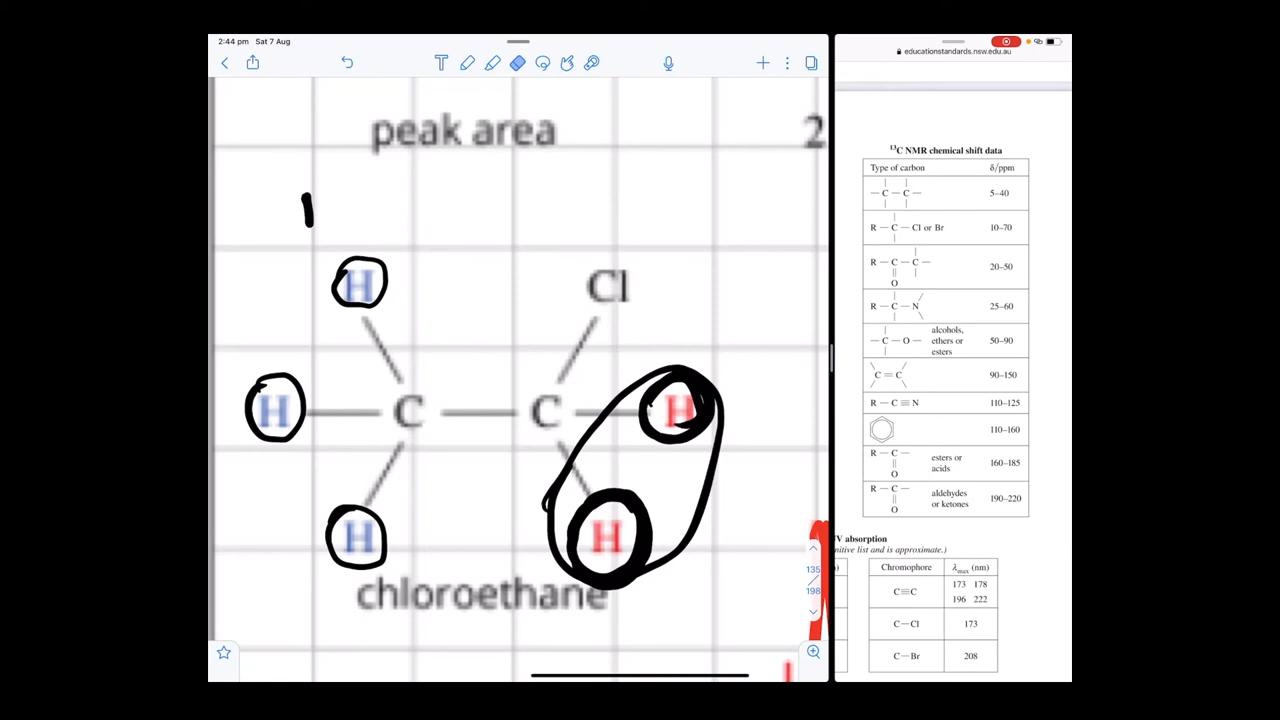 2:44 pm Sat 7 Aug
peak area
2
1
H
Cl
H C C H
H H
chloroethane
135
198
educationstandards.nsw.edu.au
13C NMR chemical shift data
Type of carbon δ/ppm
— C — C — 5–40
R — C — Cl or Br 10–70
R — C — C — 20–50
O
R — C — N 25–60
— C — O — alcohols, ethers or esters 50–90
C = C 90–150
R — C ≡ N 110–125
110–160
R — C — esters or acids 160–185
O
R — C — aldehydes or ketones 190–220
O
V absorption
nitive list and is approximate.)
Chromophore λmax (nm)
C≡C 173 178
196 222
C—Cl 173
C—Br 208